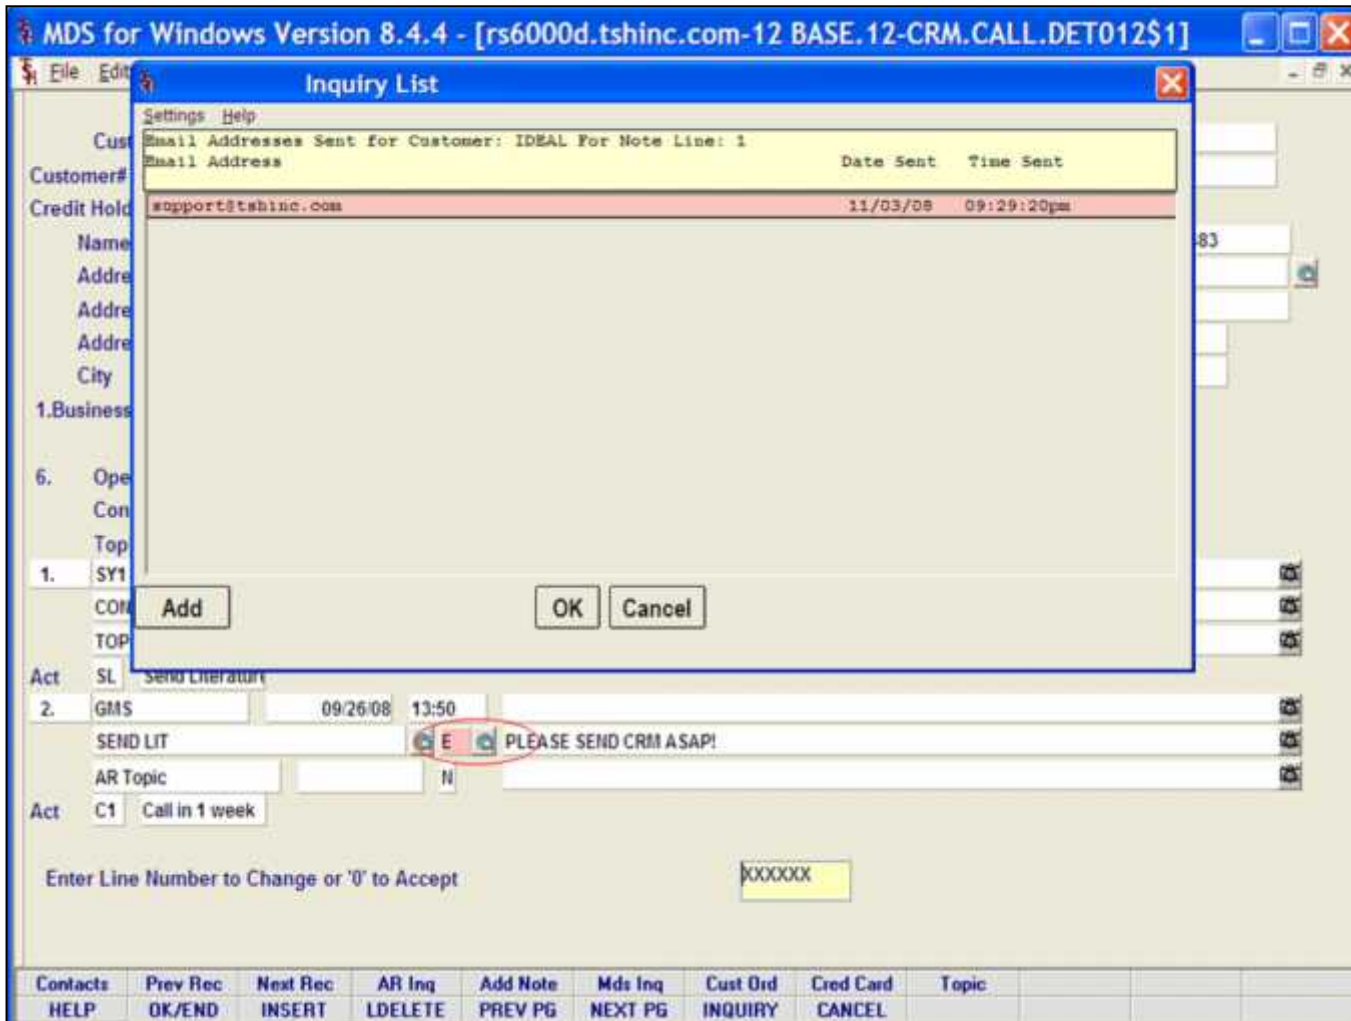 MDS for Windows Version 8.4.4 - [rs6000d.tshinc.com-12 BASE.12-CRM.CALL.DET012$1]
File Edit
Inquiry List
Settings Help
Email Addresses Sent for Customer: IDEAL For Note Line: 1
Email Address Date Sent Time Sent
support@tshinc.com 11/03/08 09:29:20pm
Cust
Customer#
Credit Hold
Name 83
Addre
Addre
Addre
City
1.Business
6. Ope
Con
Top
1. SY1
CON
TOP
Add OK Cancel
Act SL Send Literature
2. GMS 09/26/08 13:50
SEND LIT E PLEASE SEND CRM ASAP!
AR Topic N
Act C1 Call in 1 week
Enter Line Number to Change or '0' to Accept XXXXXX
Contacts Prev Rec Next Rec AR Inq Add Note Mds Inq Cust Ord Cred Card Topic
HELP OK/END INSERT LDELETE PREV PG NEXT PG INQUIRY CANCEL